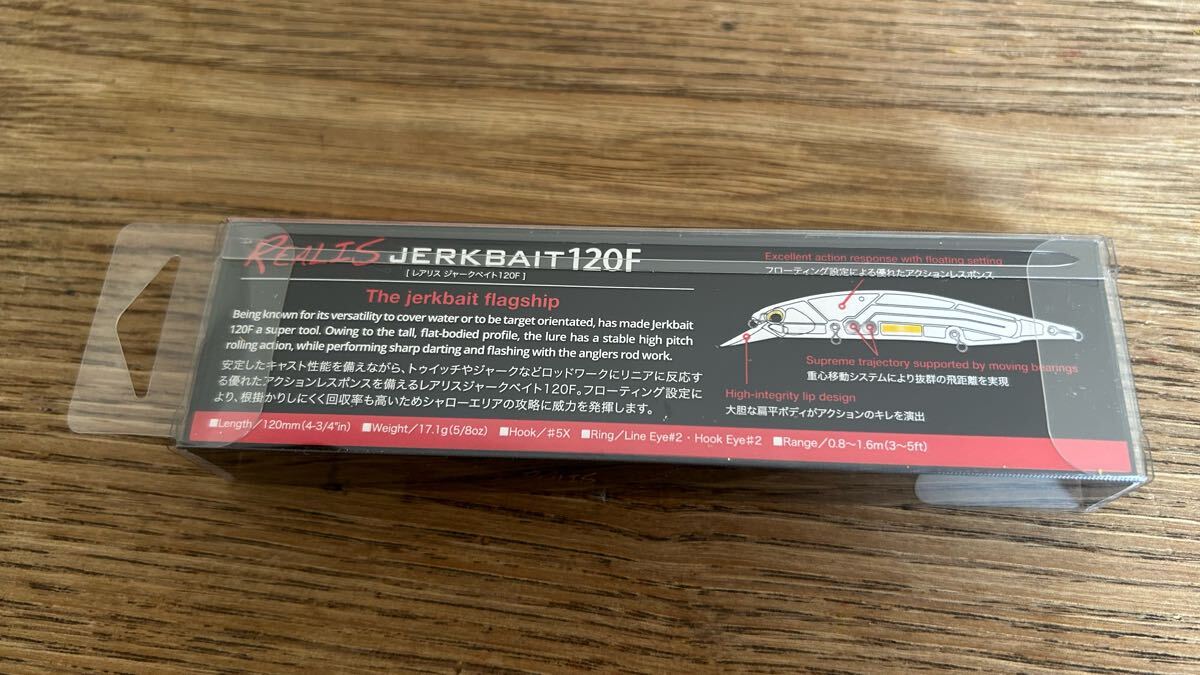 REALIS JERKBAIT120F
[ レアリス ジャークベイト120F ]
The jerkbait flagship
Being known for its versatility to cover water or to be target orientated, has made Jerkbait
120F a super tool. Owing to the tall, flat-bodied profile, the lure has a stable high pitch
rolling action, while performing sharp darting and flashing with the anglers rod work.
安定したキャスト性能を備えながら、トゥイッチやジャークなどロッドワークにリニアに反応す
る優れたアクションレスポンスを備えるレアリスジャークベイト120F。フローティング設定に
より、根掛かりしにくく回収率も高いためシャローエリアの攻略に威力を発揮します。
Excellent action response with floating setting
フローティング設定による優れたアクションレスポンス
Supreme trajectory supported by moving bearings
重心移動システムにより抜群の飛距離を実現
High-integrity lip design
大胆な扁平ボディがアクションのキレを演出
■Length/120mm(4-3/4"in) ■Weight/17.1g(5/8oz) ■Hook/♯5X ■Ring/Line Eye#2・Hook Eye♯2 ■Range/0.8〜1.6m(3〜5ft)
REALIS